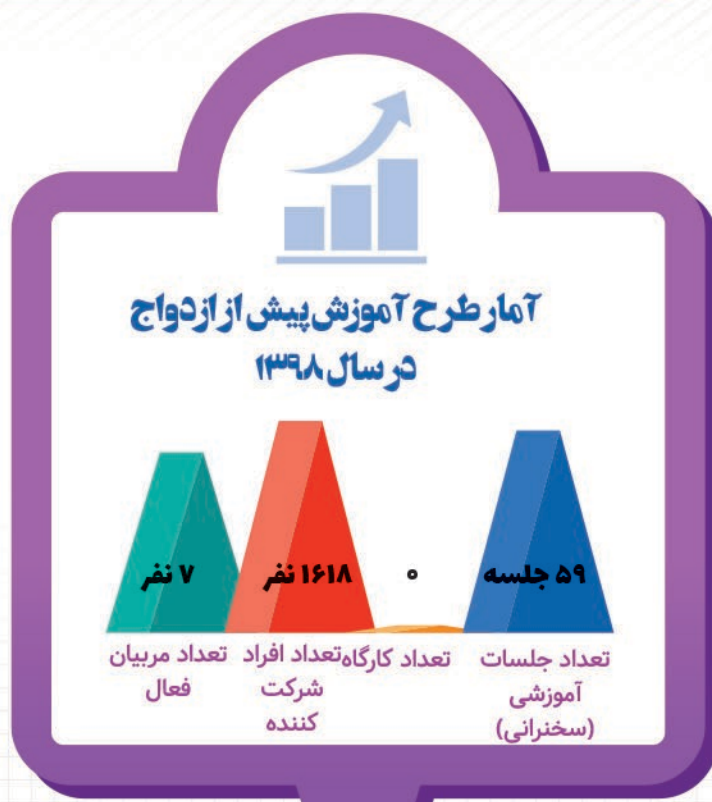 آمار طرح آموزش پیش از ازدواج
در سال ۱۳۹۸
۵۹ جلسه
۰
۱۶۱۸ نفر
۷ نفر
تعداد جلسات
آموزشی
(سخنرانی)
تعداد کارگاه
تعداد افراد
شرکت
کننده
تعداد مربیان
فعال